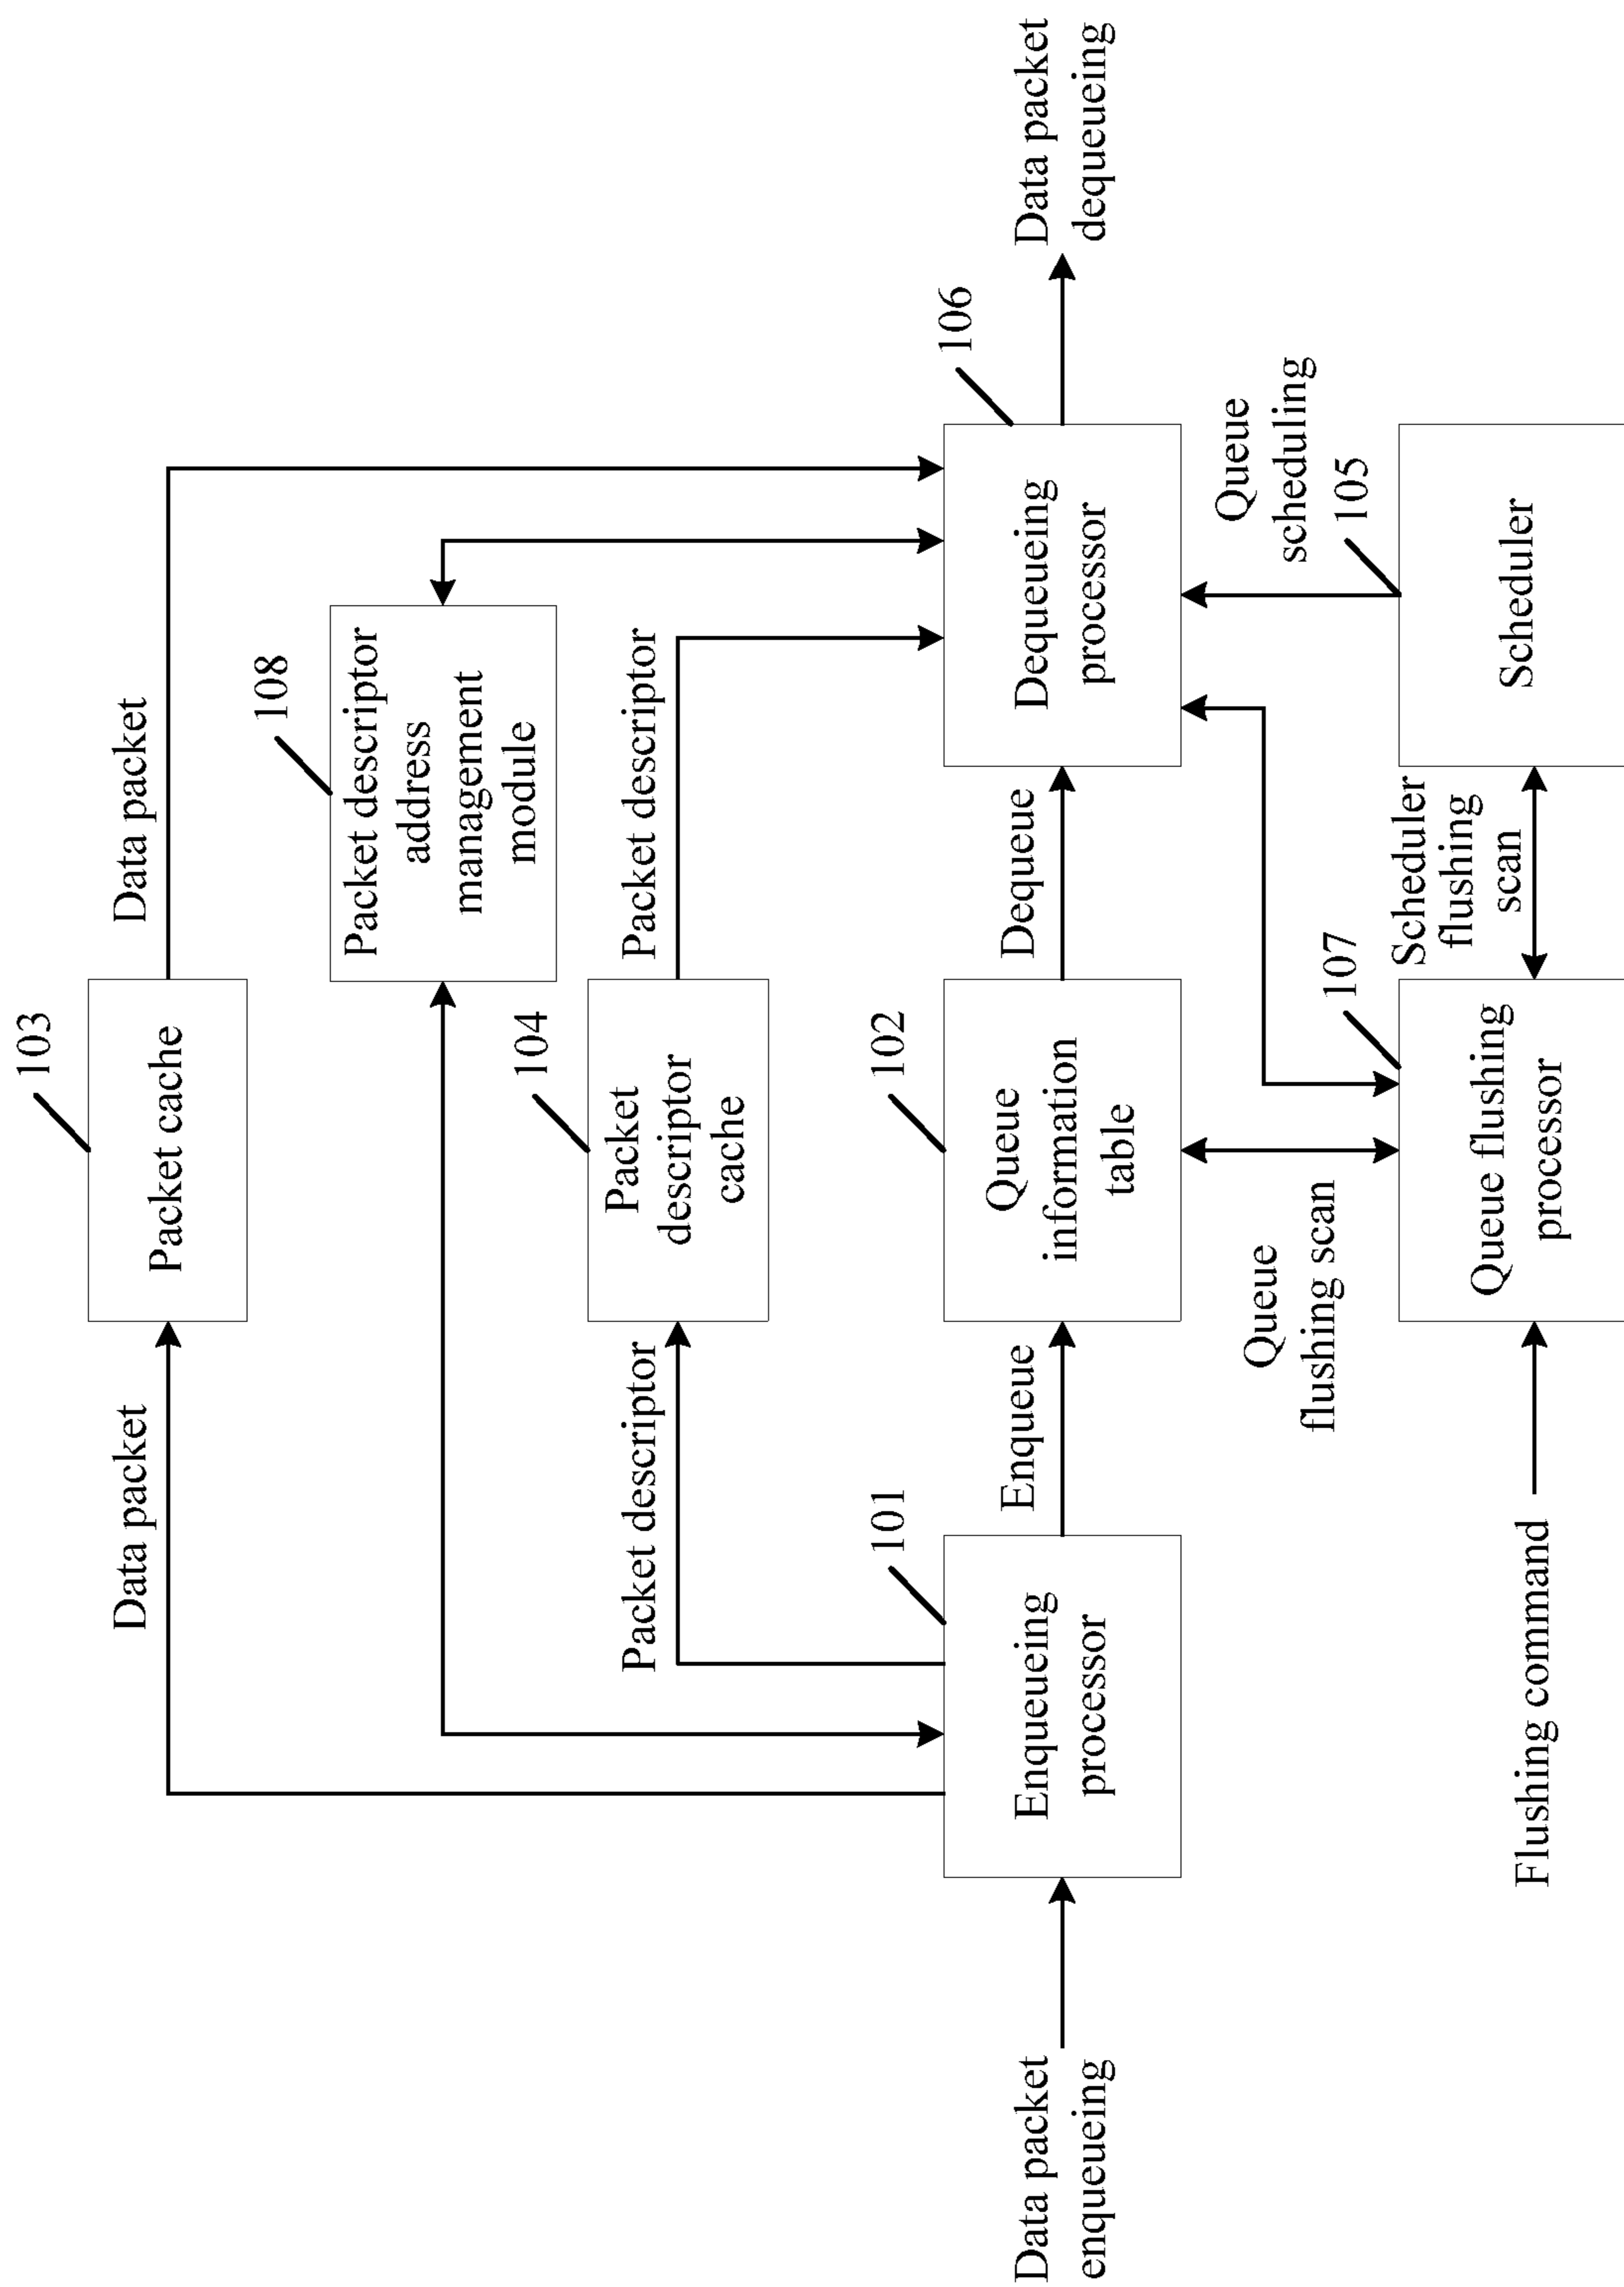 103
Data packet
Packet cache
Data packet
108
Packet descriptor
address
management
module
104
Packet descriptor
Packet
descriptor
cache
Packet descriptor
101
102
106
Data packet
enqueueing
Enqueueing
processor
Enqueue
Queue
information
table
Dequeue
Dequeueing
processor
Data packet
dequeueing
Queue
flushing scan
107
Queue
scheduling
105
Flushing command
Queue flushing
processor
Scheduler
flushing
scan
Scheduler